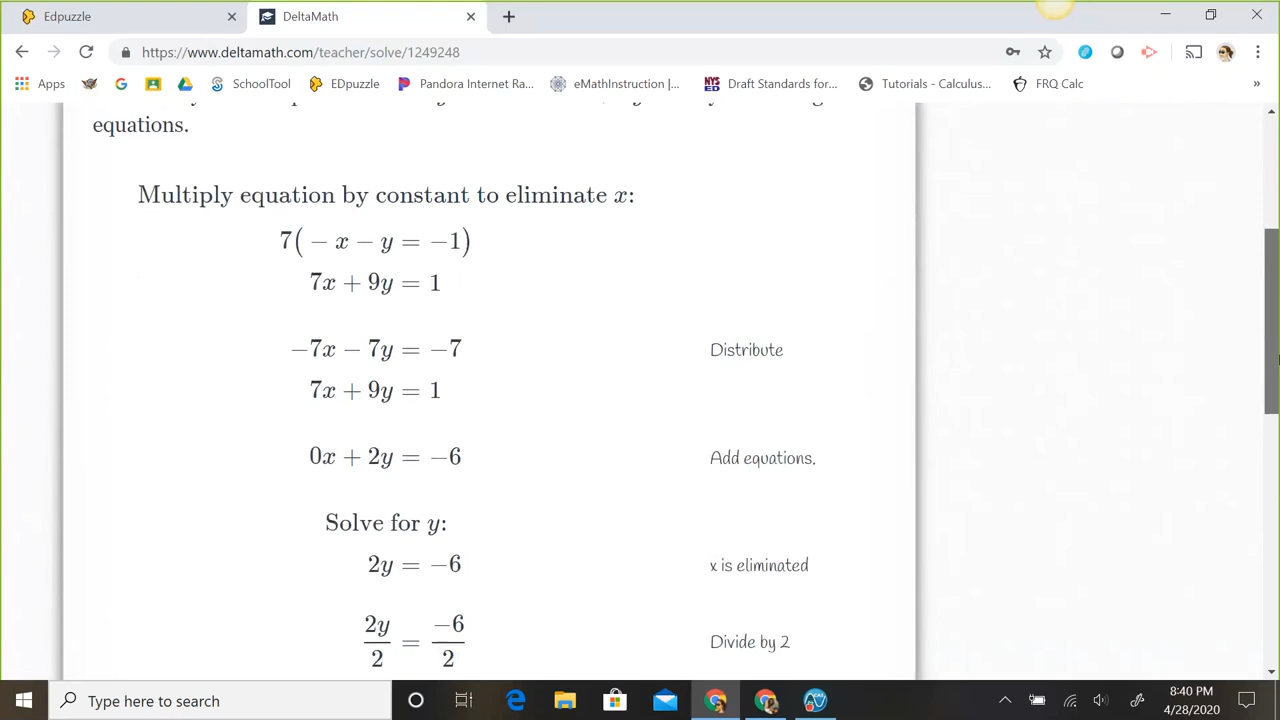 Edpuzzle
DeltaMath
https://www.deltamath.com/teacher/solve/1249248
Apps
SchoolTool
EDpuzzle
Pandora Internet Ra...
eMathInstruction |...
NYS ED
Draft Standards for...
Tutorials - Calculus...
FRQ Calc
»
equations.
Multiply equation by constant to eliminate x:
7( − x − y = −1)
7x + 9y = 1
−7x − 7y = −7 Distribute
7x + 9y = 1
0x + 2y = −6 Add equations.
Solve for y:
2y = −6 x is eliminated
2y/2 = −6/2 Divide by 2
Type here to search
8:40 PM
4/28/2020